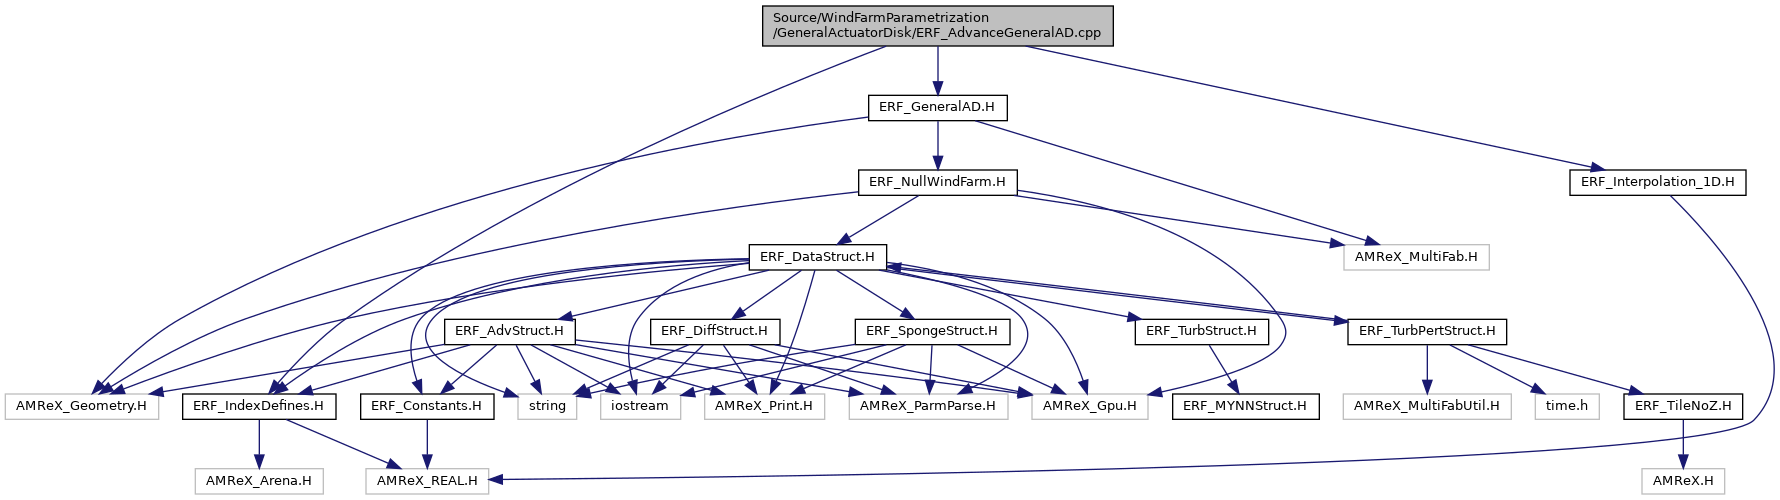 Source/WindFarmParametrization
/GeneralActuatorDisk/ERF_AdvanceGeneralAD.cpp
ERF_GeneralAD.H
ERF_NullWindFarm.H
ERF_Interpolation_1D.H
ERF_DataStruct.H
AMReX_MultiFab.H
ERF_AdvStruct.H
ERF_DiffStruct.H
ERF_SpongeStruct.H
ERF_TurbStruct.H
ERF_TurbPertStruct.H
AMReX_Geometry.H
ERF_IndexDefines.H
ERF_Constants.H
string
iostream
AMReX_Print.H
AMReX_ParmParse.H
AMReX_Gpu.H
ERF_MYNNStruct.H
AMReX_MultiFabUtil.H
time.h
ERF_TileNoZ.H
AMReX_Arena.H
AMReX_REAL.H
AMReX.H